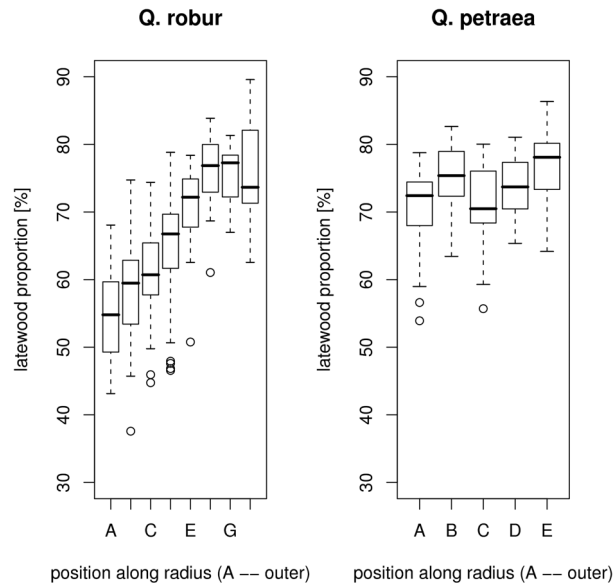 Q. robur
Q. petraea
latewood proportion [%]
90
80
70
60
50
40
30
A C E G
position along radius (A −− outer)
latewood proportion [%]
90
80
70
60
50
40
30
A B C D E
position along radius (A −− outer)